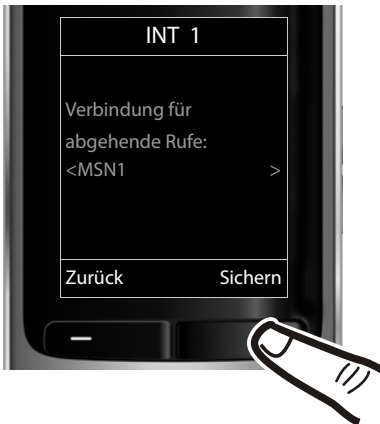 INT 1
Verbindung für
abgehende Rufe:
<MSN1 >
Zurück Sichern